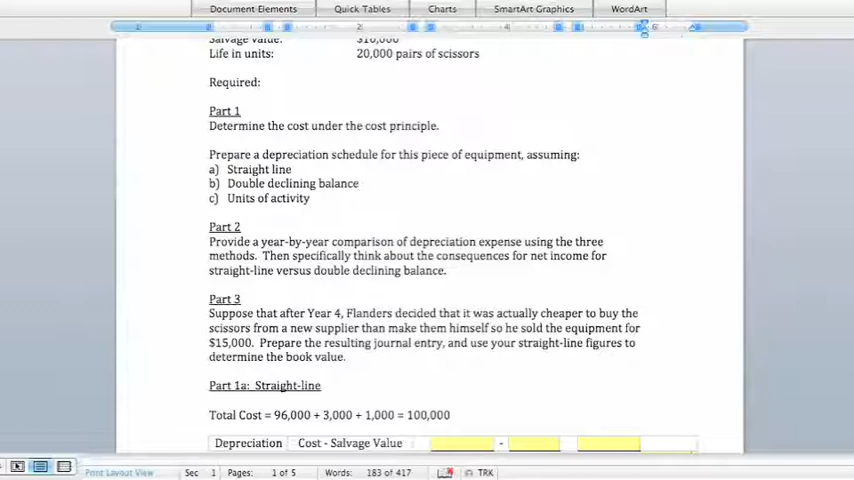 Document Elements Quick Tables Charts SmartArt Graphics WordArt
Salvage value: $10,000
Life in units: 20,000 pairs of scissors
Required:
Part 1
Determine the cost under the cost principle.
Prepare a depreciation schedule for this piece of equipment, assuming:
a) Straight line
b) Double declining balance
c) Units of activity
Part 2
Provide a year-by-year comparison of depreciation expense using the three
methods. Then specifically think about the consequences for net income for
straight-line versus double declining balance.
Part 3
Suppose that after Year 4, Flanders decided that it was actually cheaper to buy the
scissors from a new supplier than make them himself so he sold the equipment for
$15,000. Prepare the resulting journal entry, and use your straight-line figures to
determine the book value.
Part 1a: Straight-line
Total Cost = 96,000 + 3,000 + 1,000 = 100,000
Depreciation Cost - Salvage Value -
Print Layout View Sec 1 Pages: 1 of 5 Words: 183 of 417 TRK